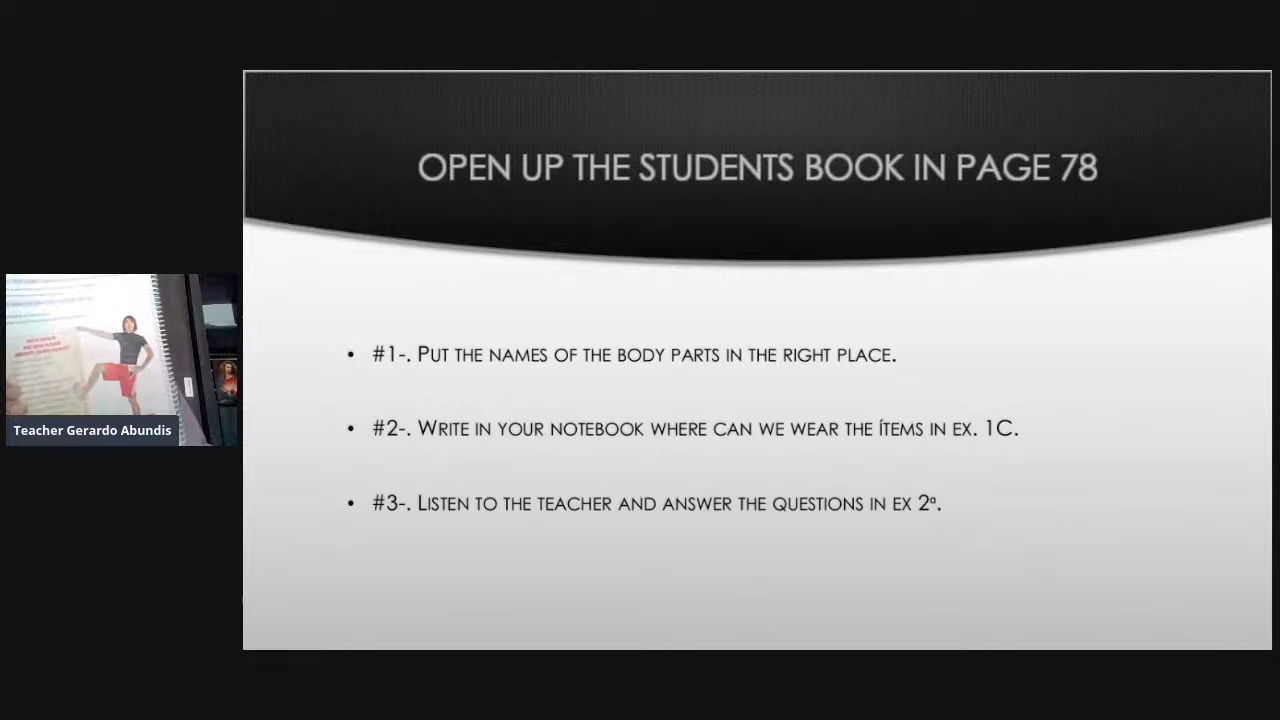 OPEN UP THE STUDENTS BOOK IN PAGE 78
• #1-. PUT THE NAMES OF THE BODY PARTS IN THE RIGHT PLACE.
• #2-. WRITE IN YOUR NOTEBOOK WHERE CAN WE WEAR THE ÍTEMS IN EX. 1C.
• #3-. LISTEN TO THE TEACHER AND ANSWER THE QUESTIONS IN EX 2ª.
Teacher Gerardo Abundis